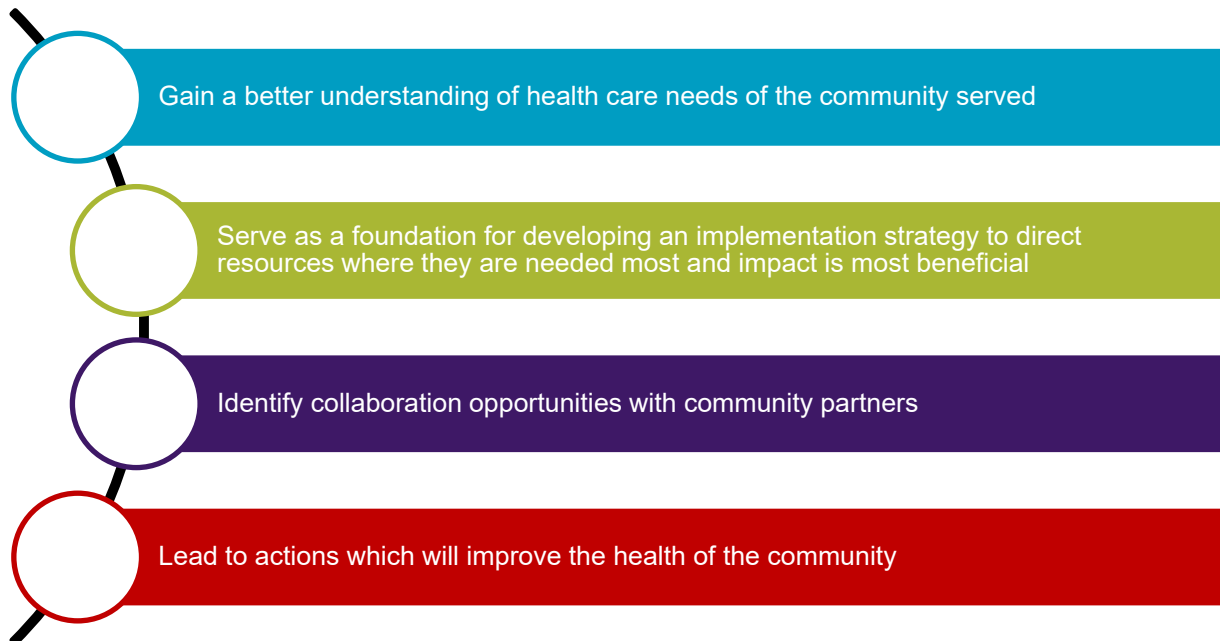 Gain a better understanding of health care needs of the community served
Serve as a foundation for developing an implementation strategy to direct
resources where they are needed most and impact is most beneficial
Identify collaboration opportunities with community partners
Lead to actions which will improve the health of the community